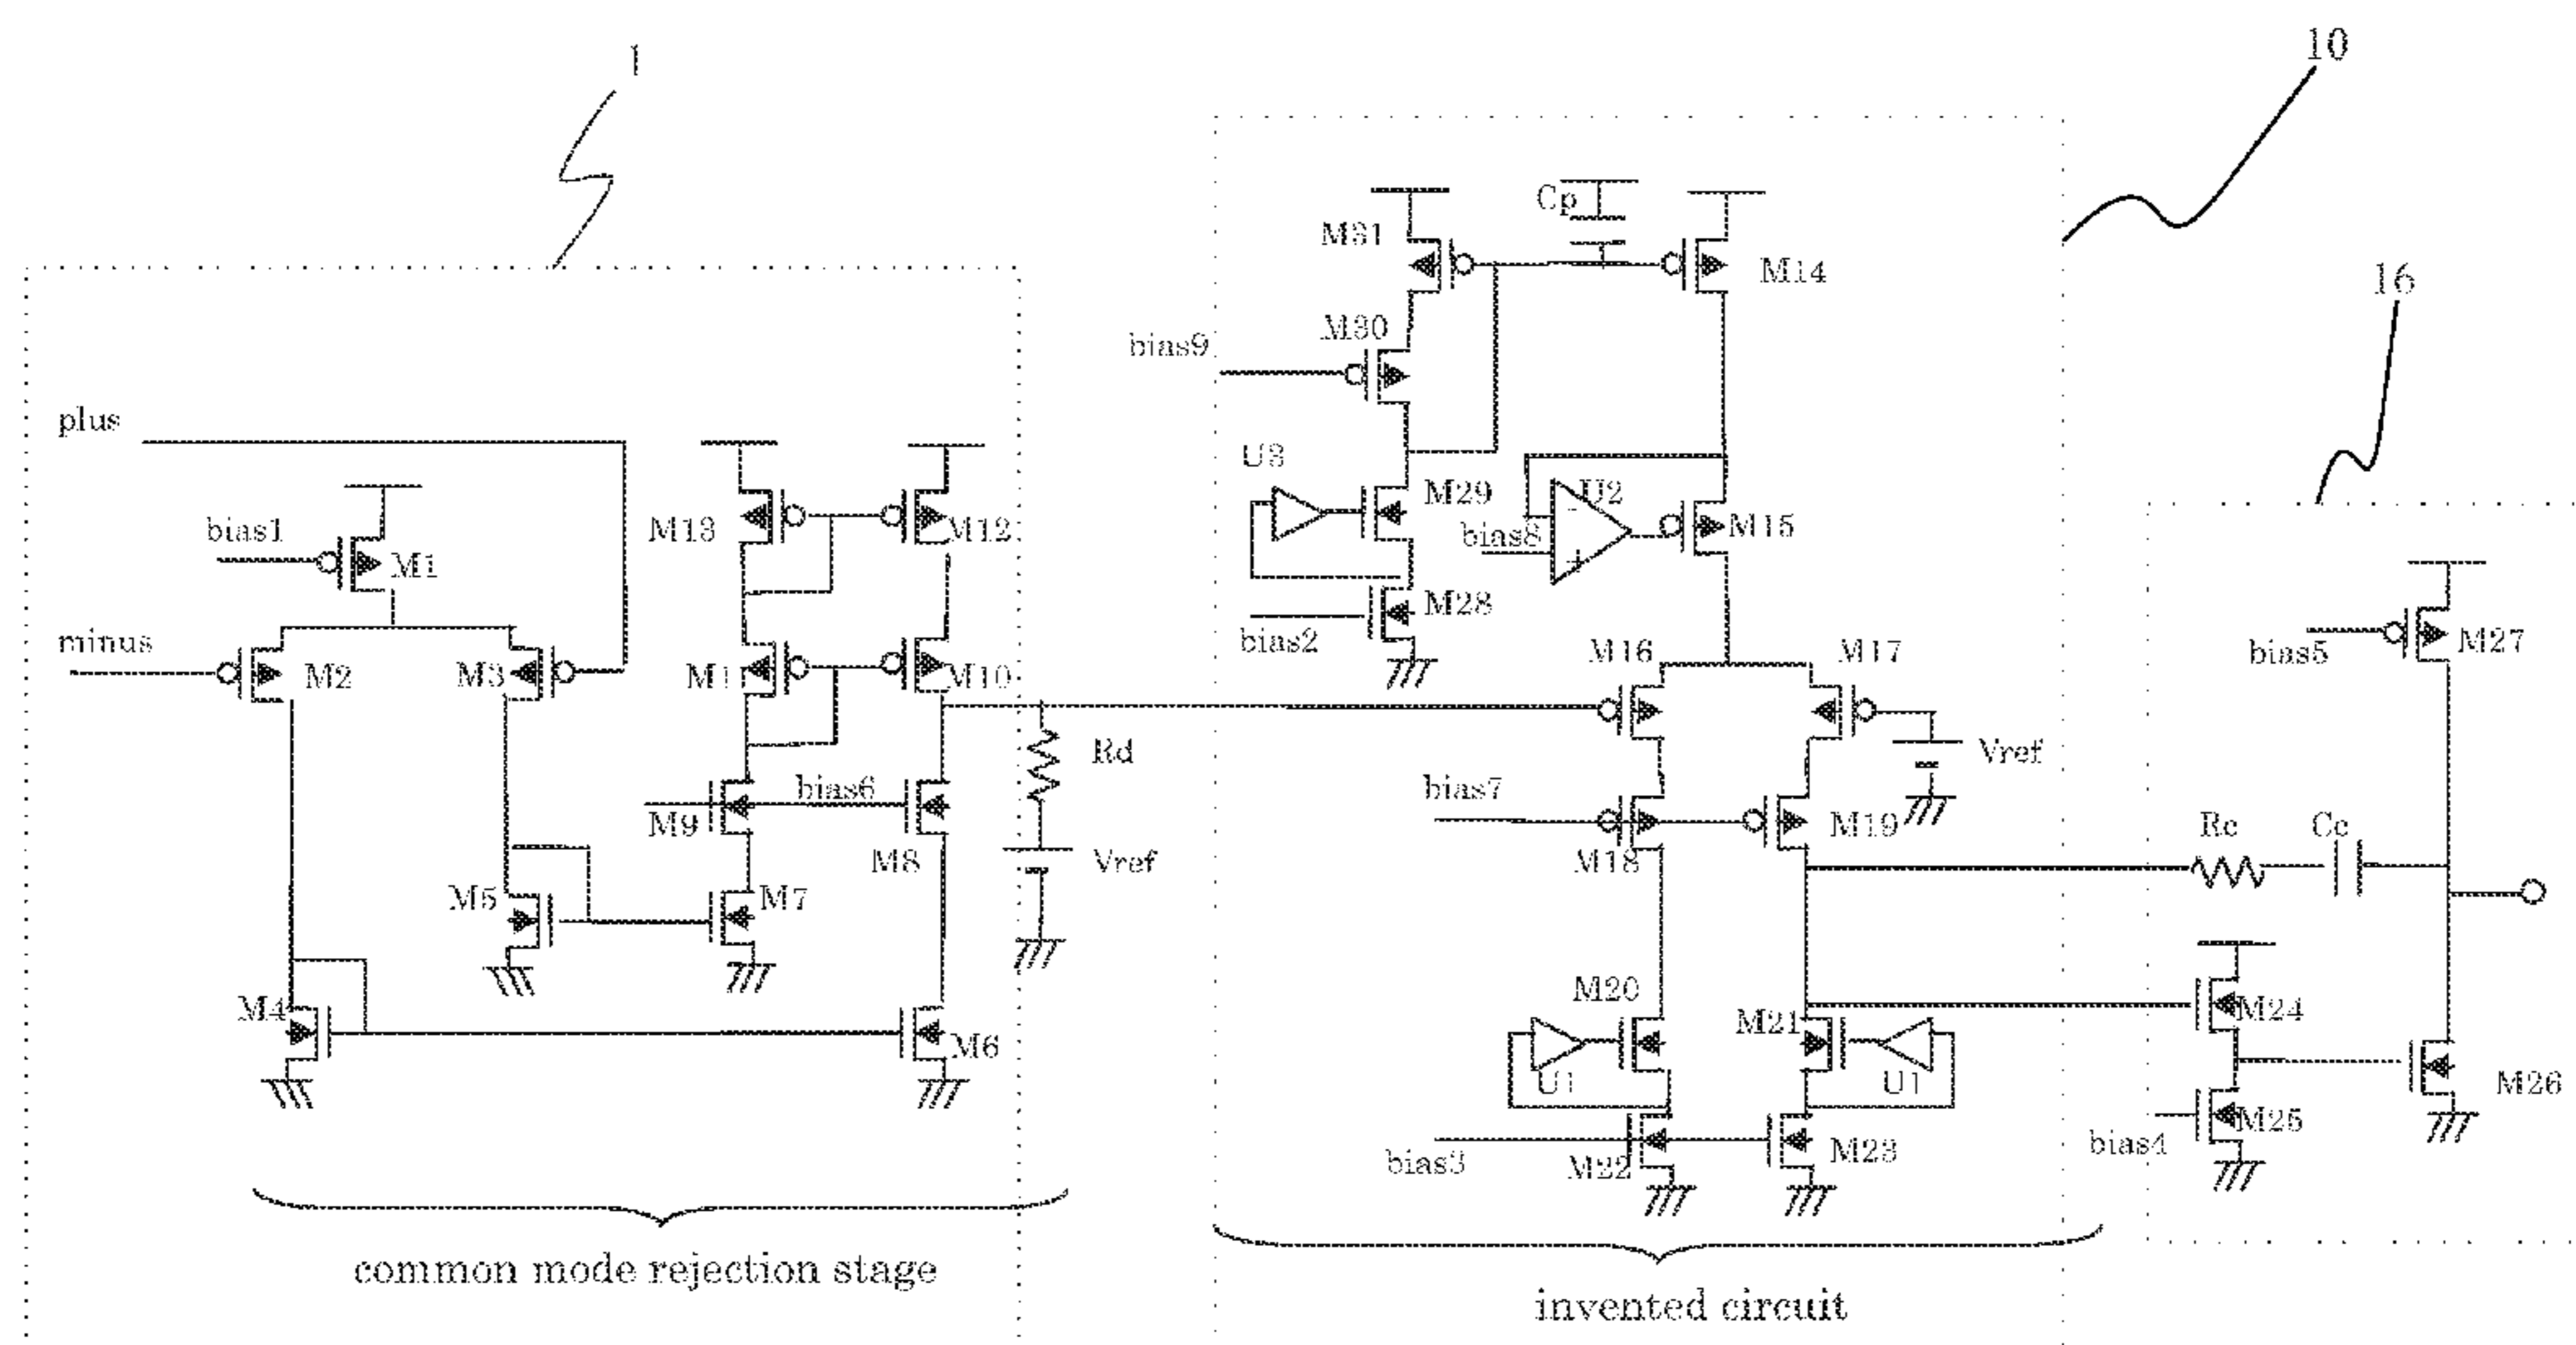 1
10
16
plus
minus
bias1
M1
M2
M3
M4
M5
M13
M12
M1
M10
M9
bias6
M8
M7
M6
Rd
Vref
common mode rejection stage
Cp
M31
M14
M30
bias9
U3
M29
U2
bias8
M15
M28
bias2
M16
M17
Vref
bias7
M18
M19
M20
M21
U1
U1
bias3
M22
M23
invented circuit
Rc
Cc
bias5
M27
M24
M25
M26
bias4